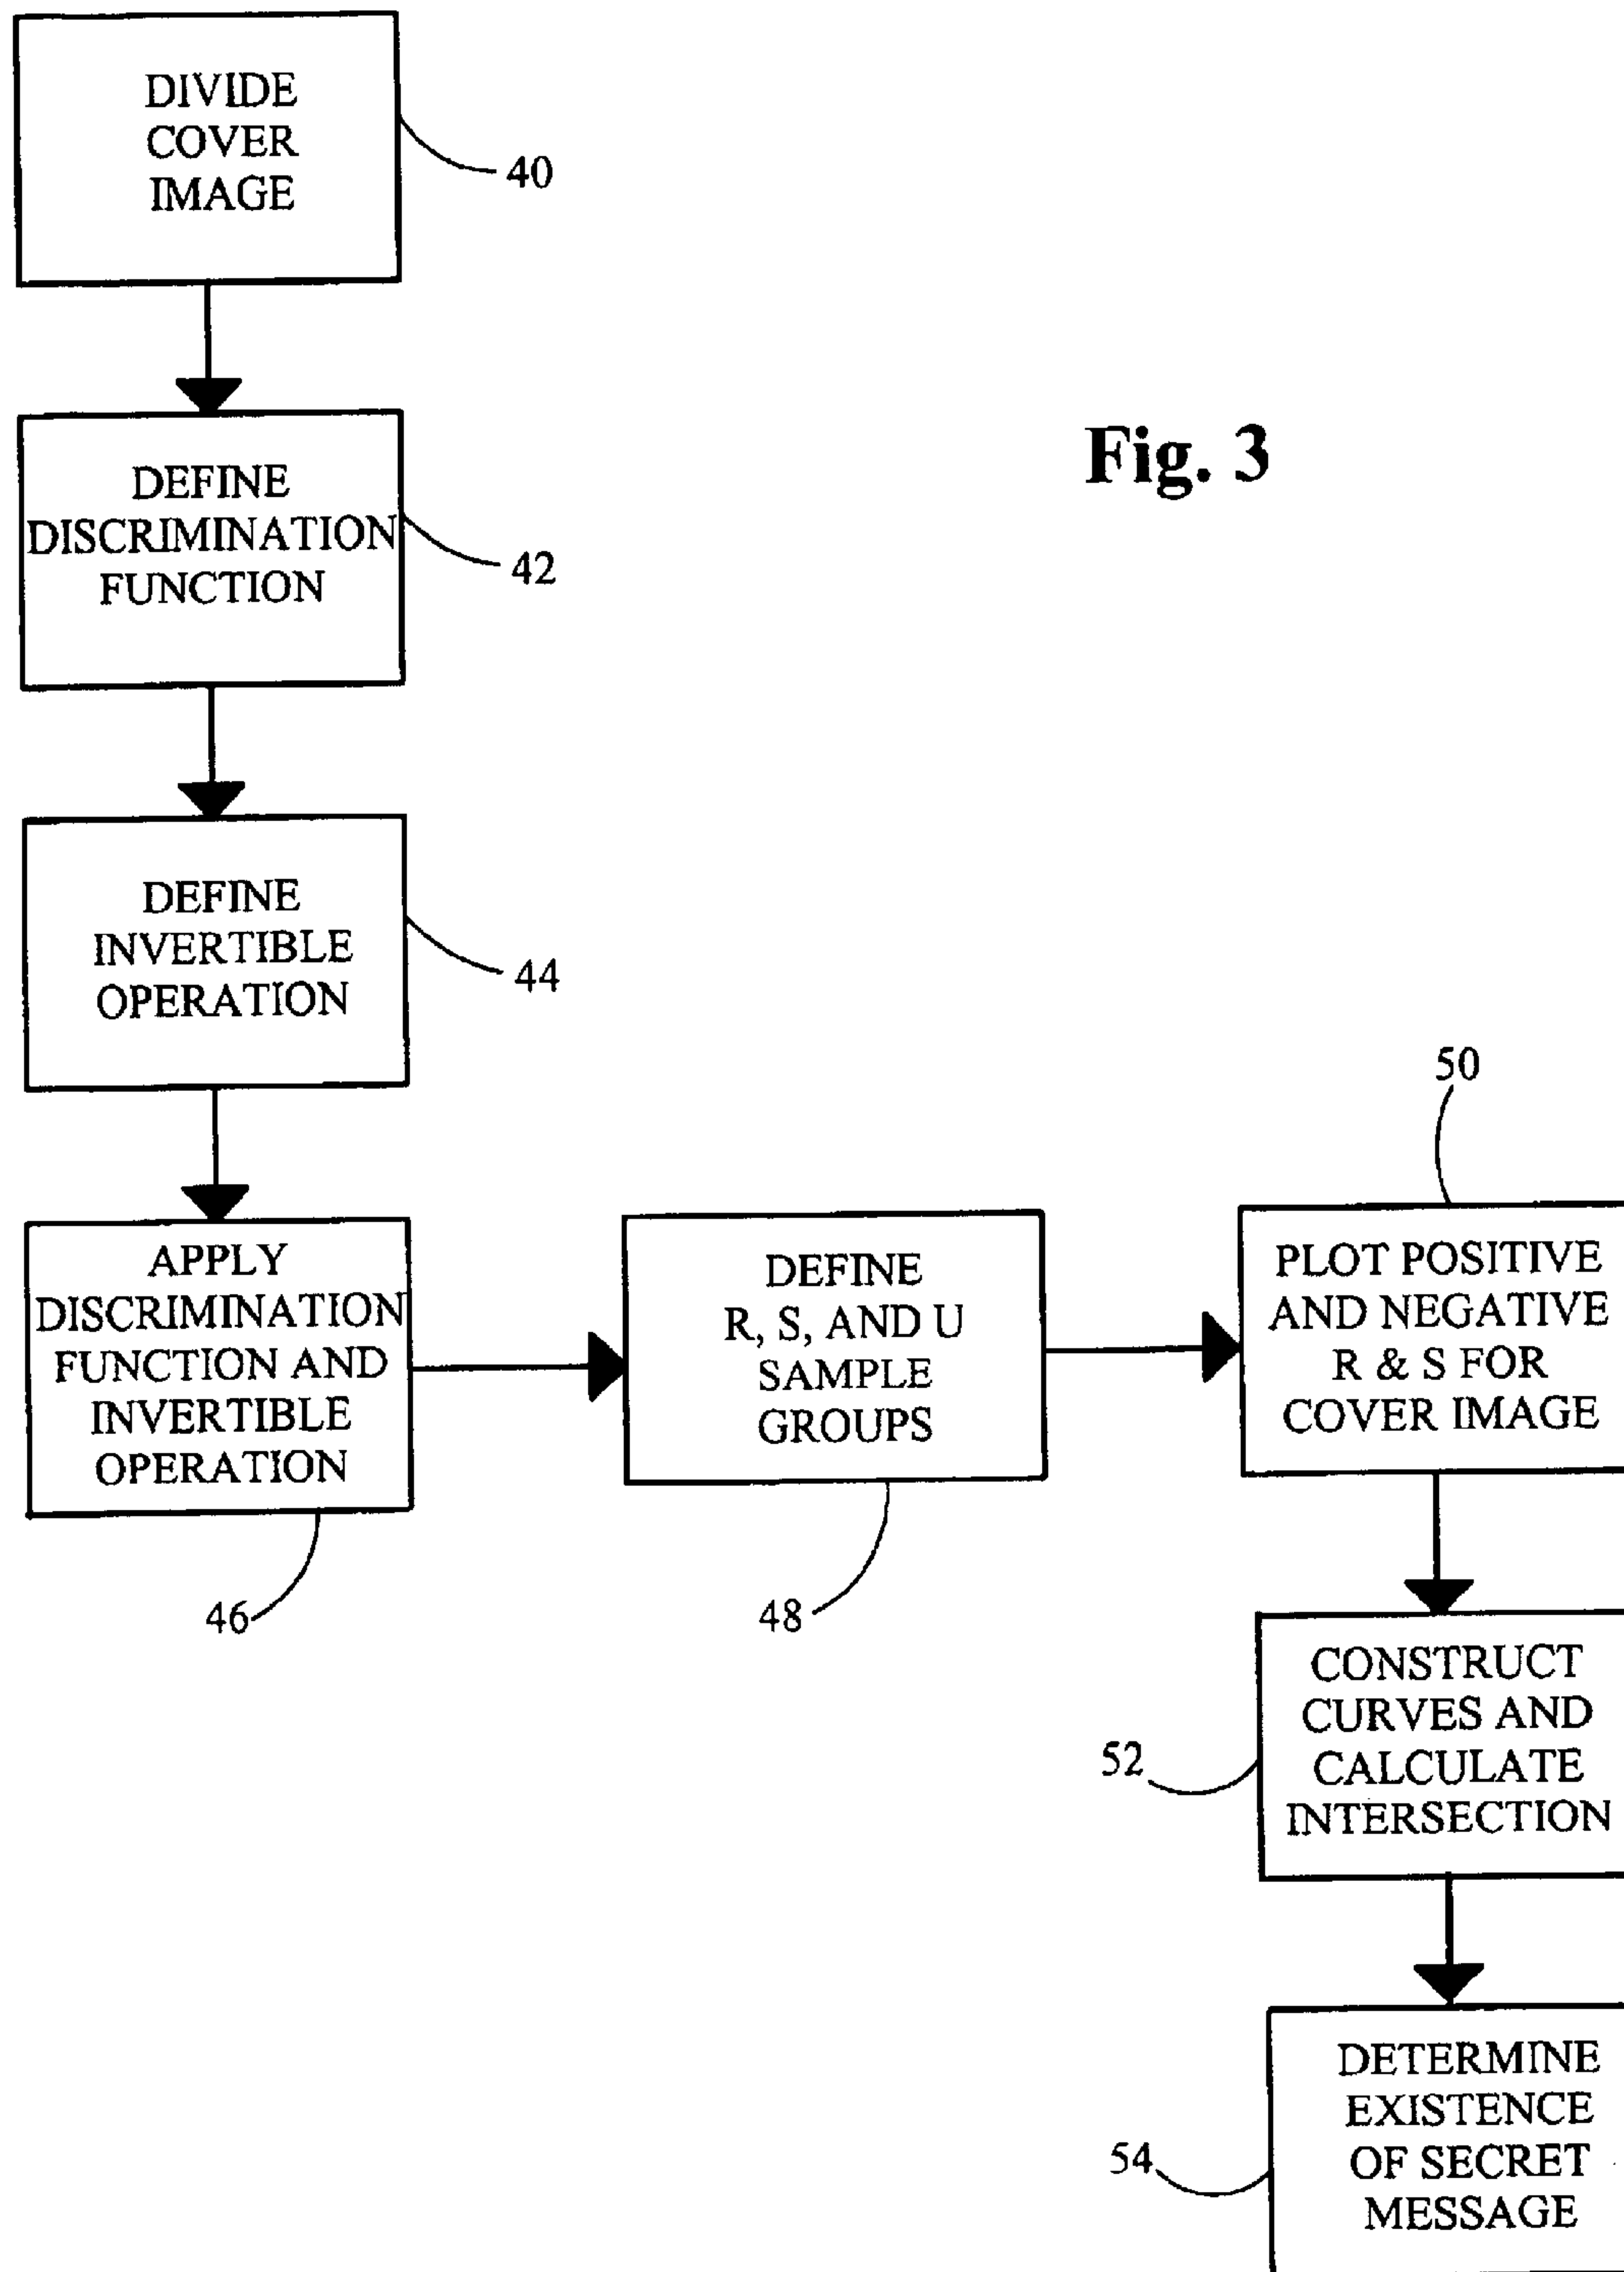 DIVIDE
COVER
IMAGE
40
Fig. 3
DEFINE
DISCRIMINATION
FUNCTION
42
DEFINE
INVERTIBLE
OPERATION
44
APPLY
DISCRIMINATION
FUNCTION AND
INVERTIBLE
OPERATION
46
DEFINE
R, S, AND U
SAMPLE
GROUPS
48
50
PLOT POSITIVE
AND NEGATIVE
R & S FOR
COVER IMAGE
CONSTRUCT
CURVES AND
CALCULATE
INTERSECTION
52
DETERMINE
EXISTENCE
OF SECRET
MESSAGE
54